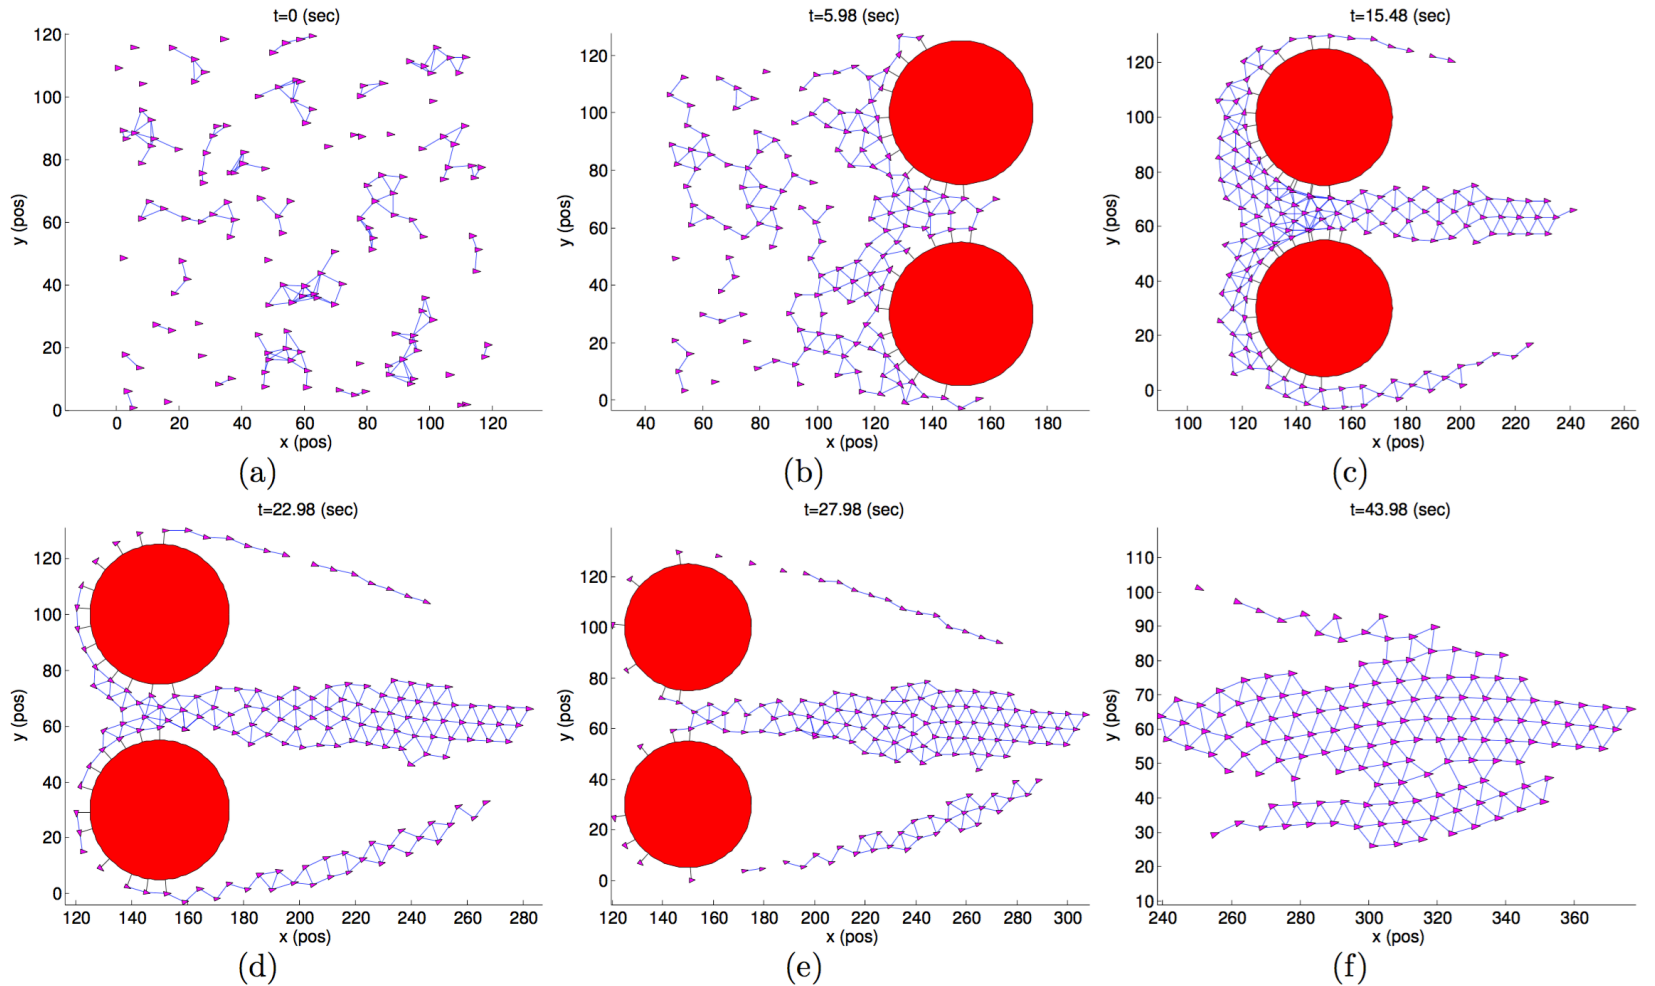 t=0 (sec)
120
100
80
60
40
20
0
y (pos)
0 20 40 60 80 100 120
x (pos)
(a)
t=5.98 (sec)
120
100
80
60
40
20
0
y (pos)
40 60 80 100 120 140 160 180
x (pos)
(b)
t=15.48 (sec)
120
100
80
60
40
20
0
y (pos)
100 120 140 160 180 200 220 240 260
x (pos)
(c)
t=22.98 (sec)
120
100
80
60
40
20
0
y (pos)
120 140 160 180 200 220 240 260 280
x (pos)
(d)
t=27.98 (sec)
120
100
80
60
40
20
0
y (pos)
120 140 160 180 200 220 240 260 280 300
x (pos)
(e)
t=43.98 (sec)
110
100
90
80
70
60
50
40
30
20
10
y (pos)
240 260 280 300 320 340 360
x (pos)
(f)